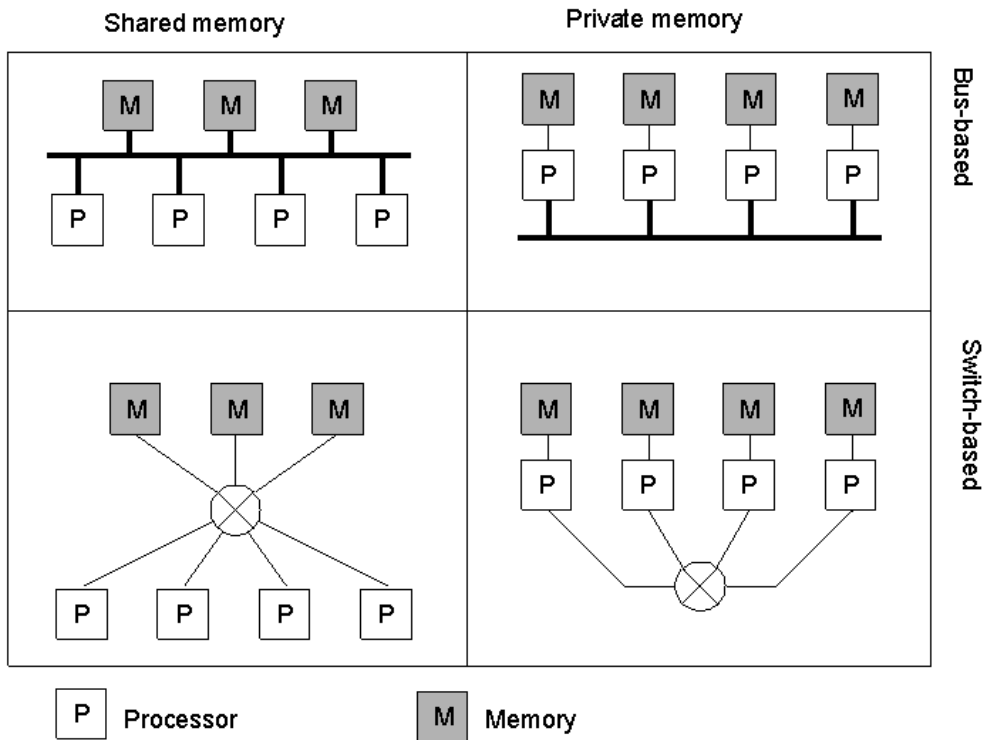 Shared memory
Private memory
M M M
P P P P
M M M M
P P P P
Bus-based
M M M
P P P P
M M M M
P P P P
Switch-based
P Processor
M Memory